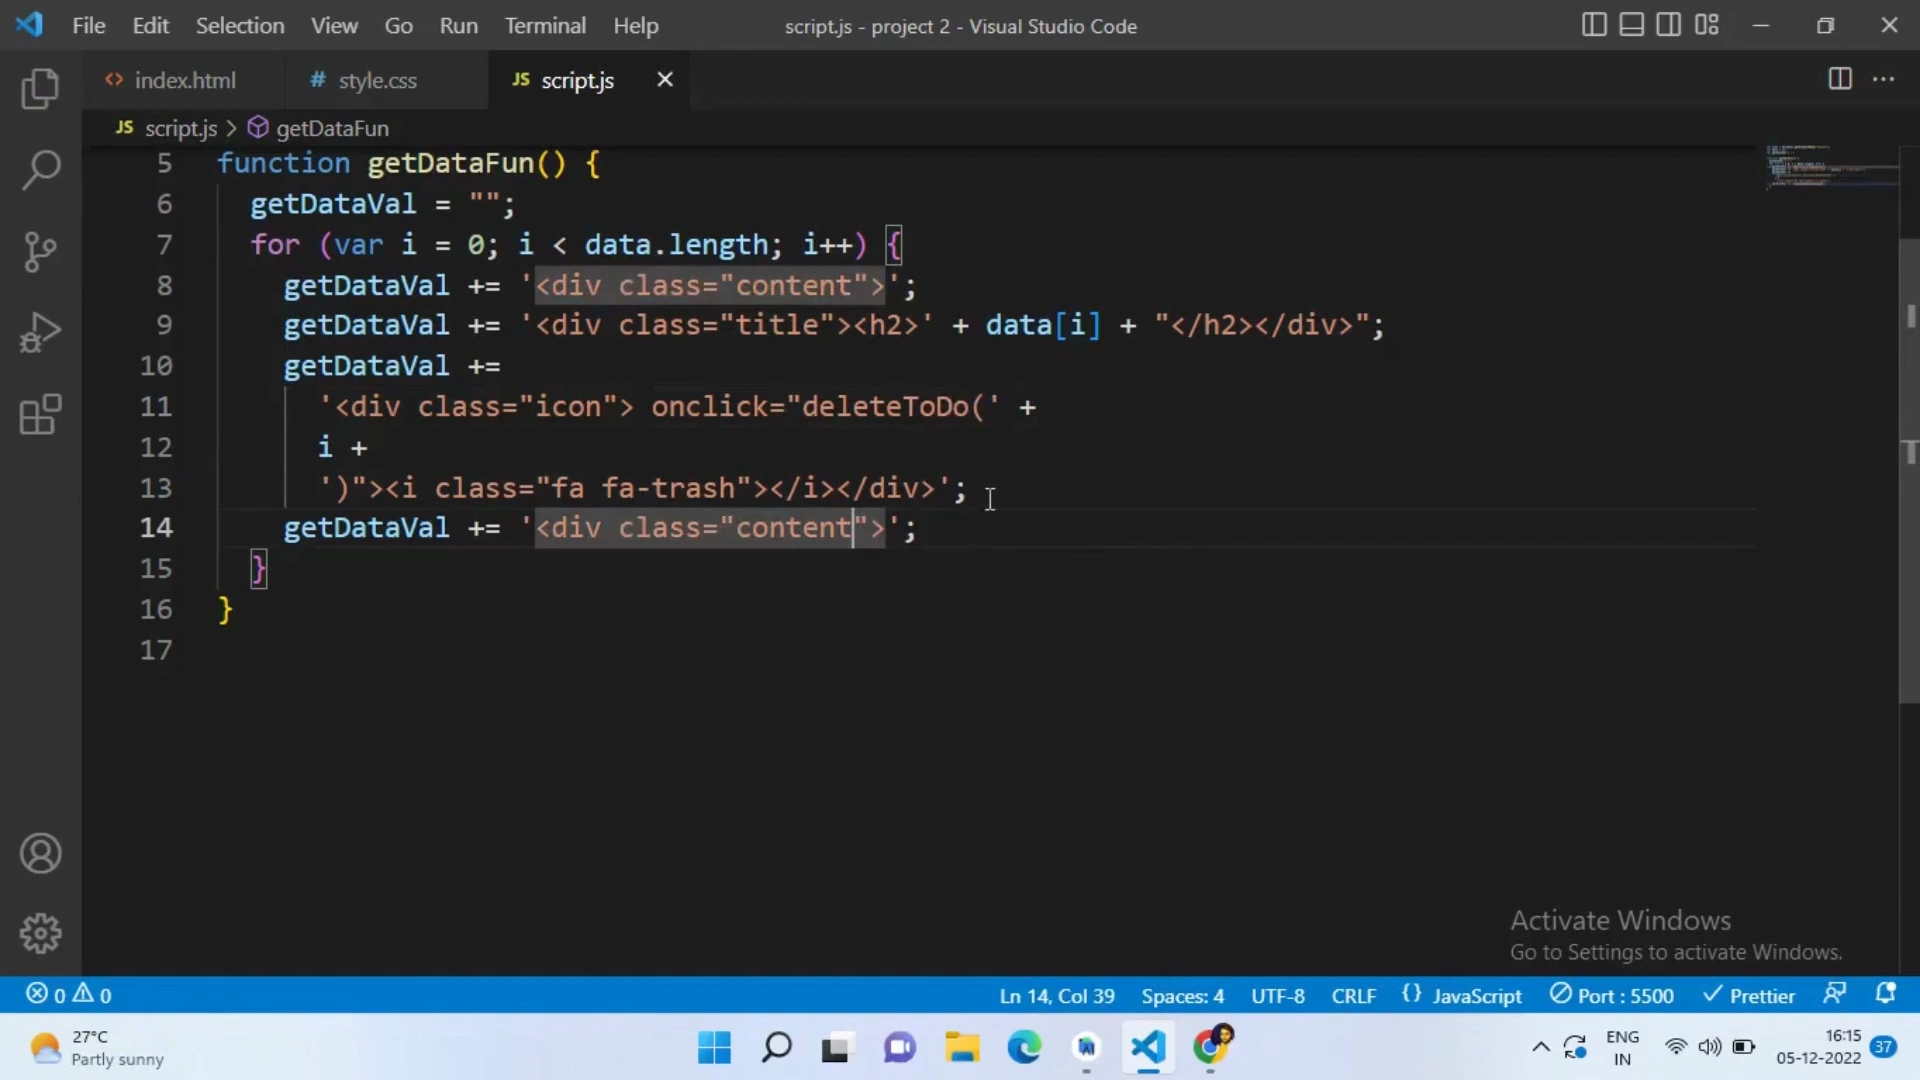 File Edit Selection View Go Run Terminal Help script.js - project 2 - Visual Studio Code
<> index.html # style.css JS script.js
JS script.js > getDataFun
5 function getDataFun() {
6 getDataVal = "";
7 for (var i = 0; i < data.length; i++) {
8 getDataVal += '<div class="content">';
9 getDataVal += '<div class="title"><h2>' + data[i] + "</h2></div>";
10 getDataVal +=
11 '<div class="icon"> onclick="deleteToDo(' +
12 i +
13 ')"><i class="fa fa-trash"></i></div>';
14 getDataVal += '<div class="content">';
15 }
16 }
17
Activate Windows
Go to Settings to activate Windows.
0 0 Ln 14, Col 39 Spaces: 4 UTF-8 CRLF {} JavaScript Port : 5500 Prettier
27°C
Partly sunny
ENG
IN
16:15
05-12-2022
37